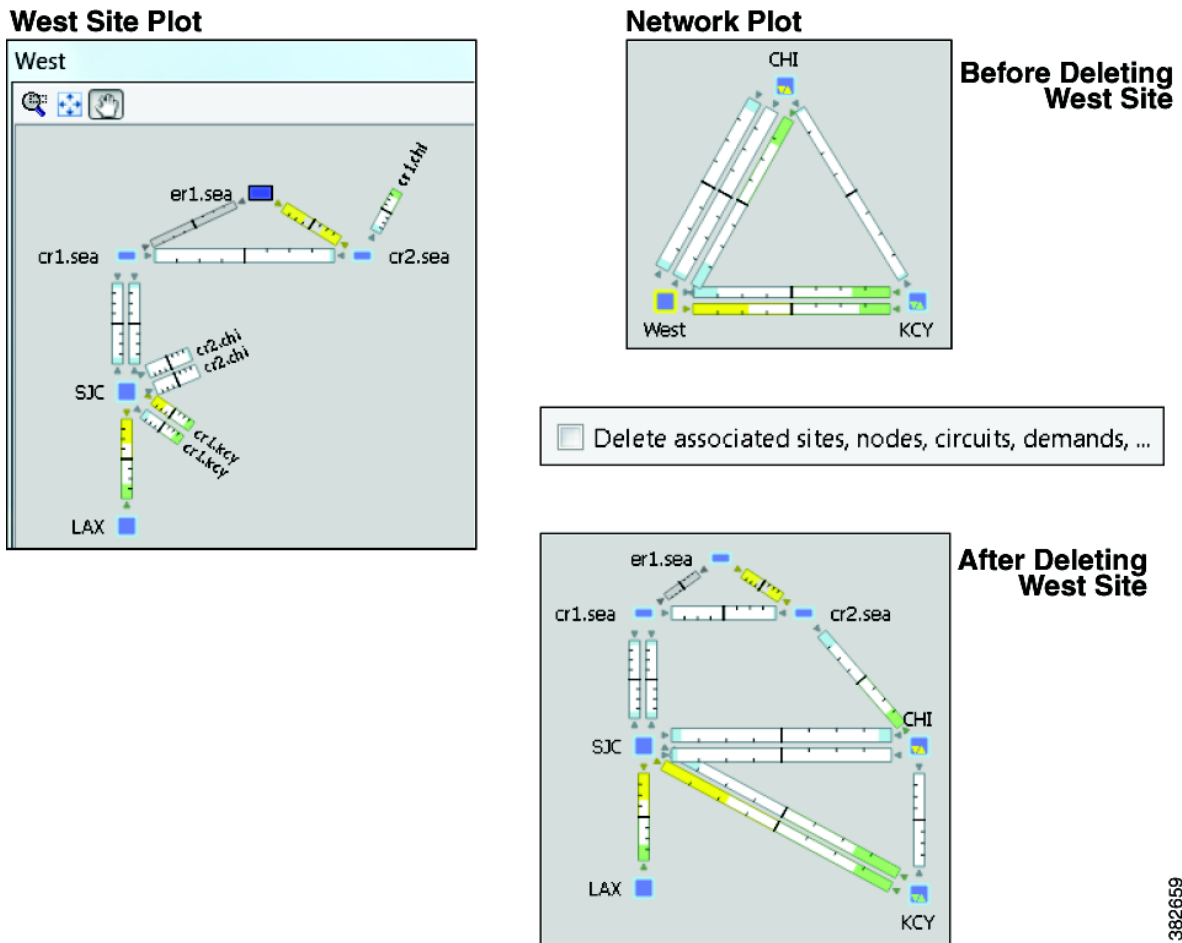 West Site Plot
West
er1.sea
cr1.chi
cr1.sea
cr2.sea
cr2.chi
cr2.chi
SJC
cr1.kcy
cr1.kcy
LAX
Network Plot
CHI
Before Deleting
West Site
West
KCY
Delete associated sites, nodes, circuits, demands, ...
After Deleting
West Site
er1.sea
cr1.sea
cr2.sea
CHI
SJC
LAX
KCY
382659